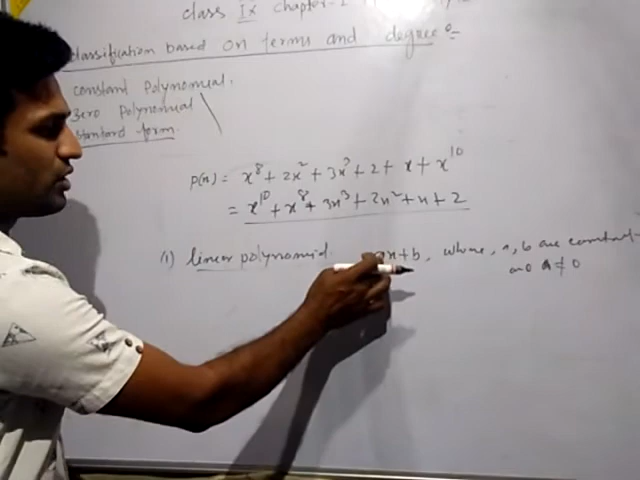 class IX chapter-
classification based on terms and degree :-
constant Polynomial.
zero Polynomial
standard form.
p(x) = x⁸ + 2x² + 3x³ + 2 + x + x¹⁰
= x¹⁰ + x⁸ + 3x³ + 2x² + x + 2
(1) linear polynomial. ax+b, where, a, b are constant
and a ≠ 0